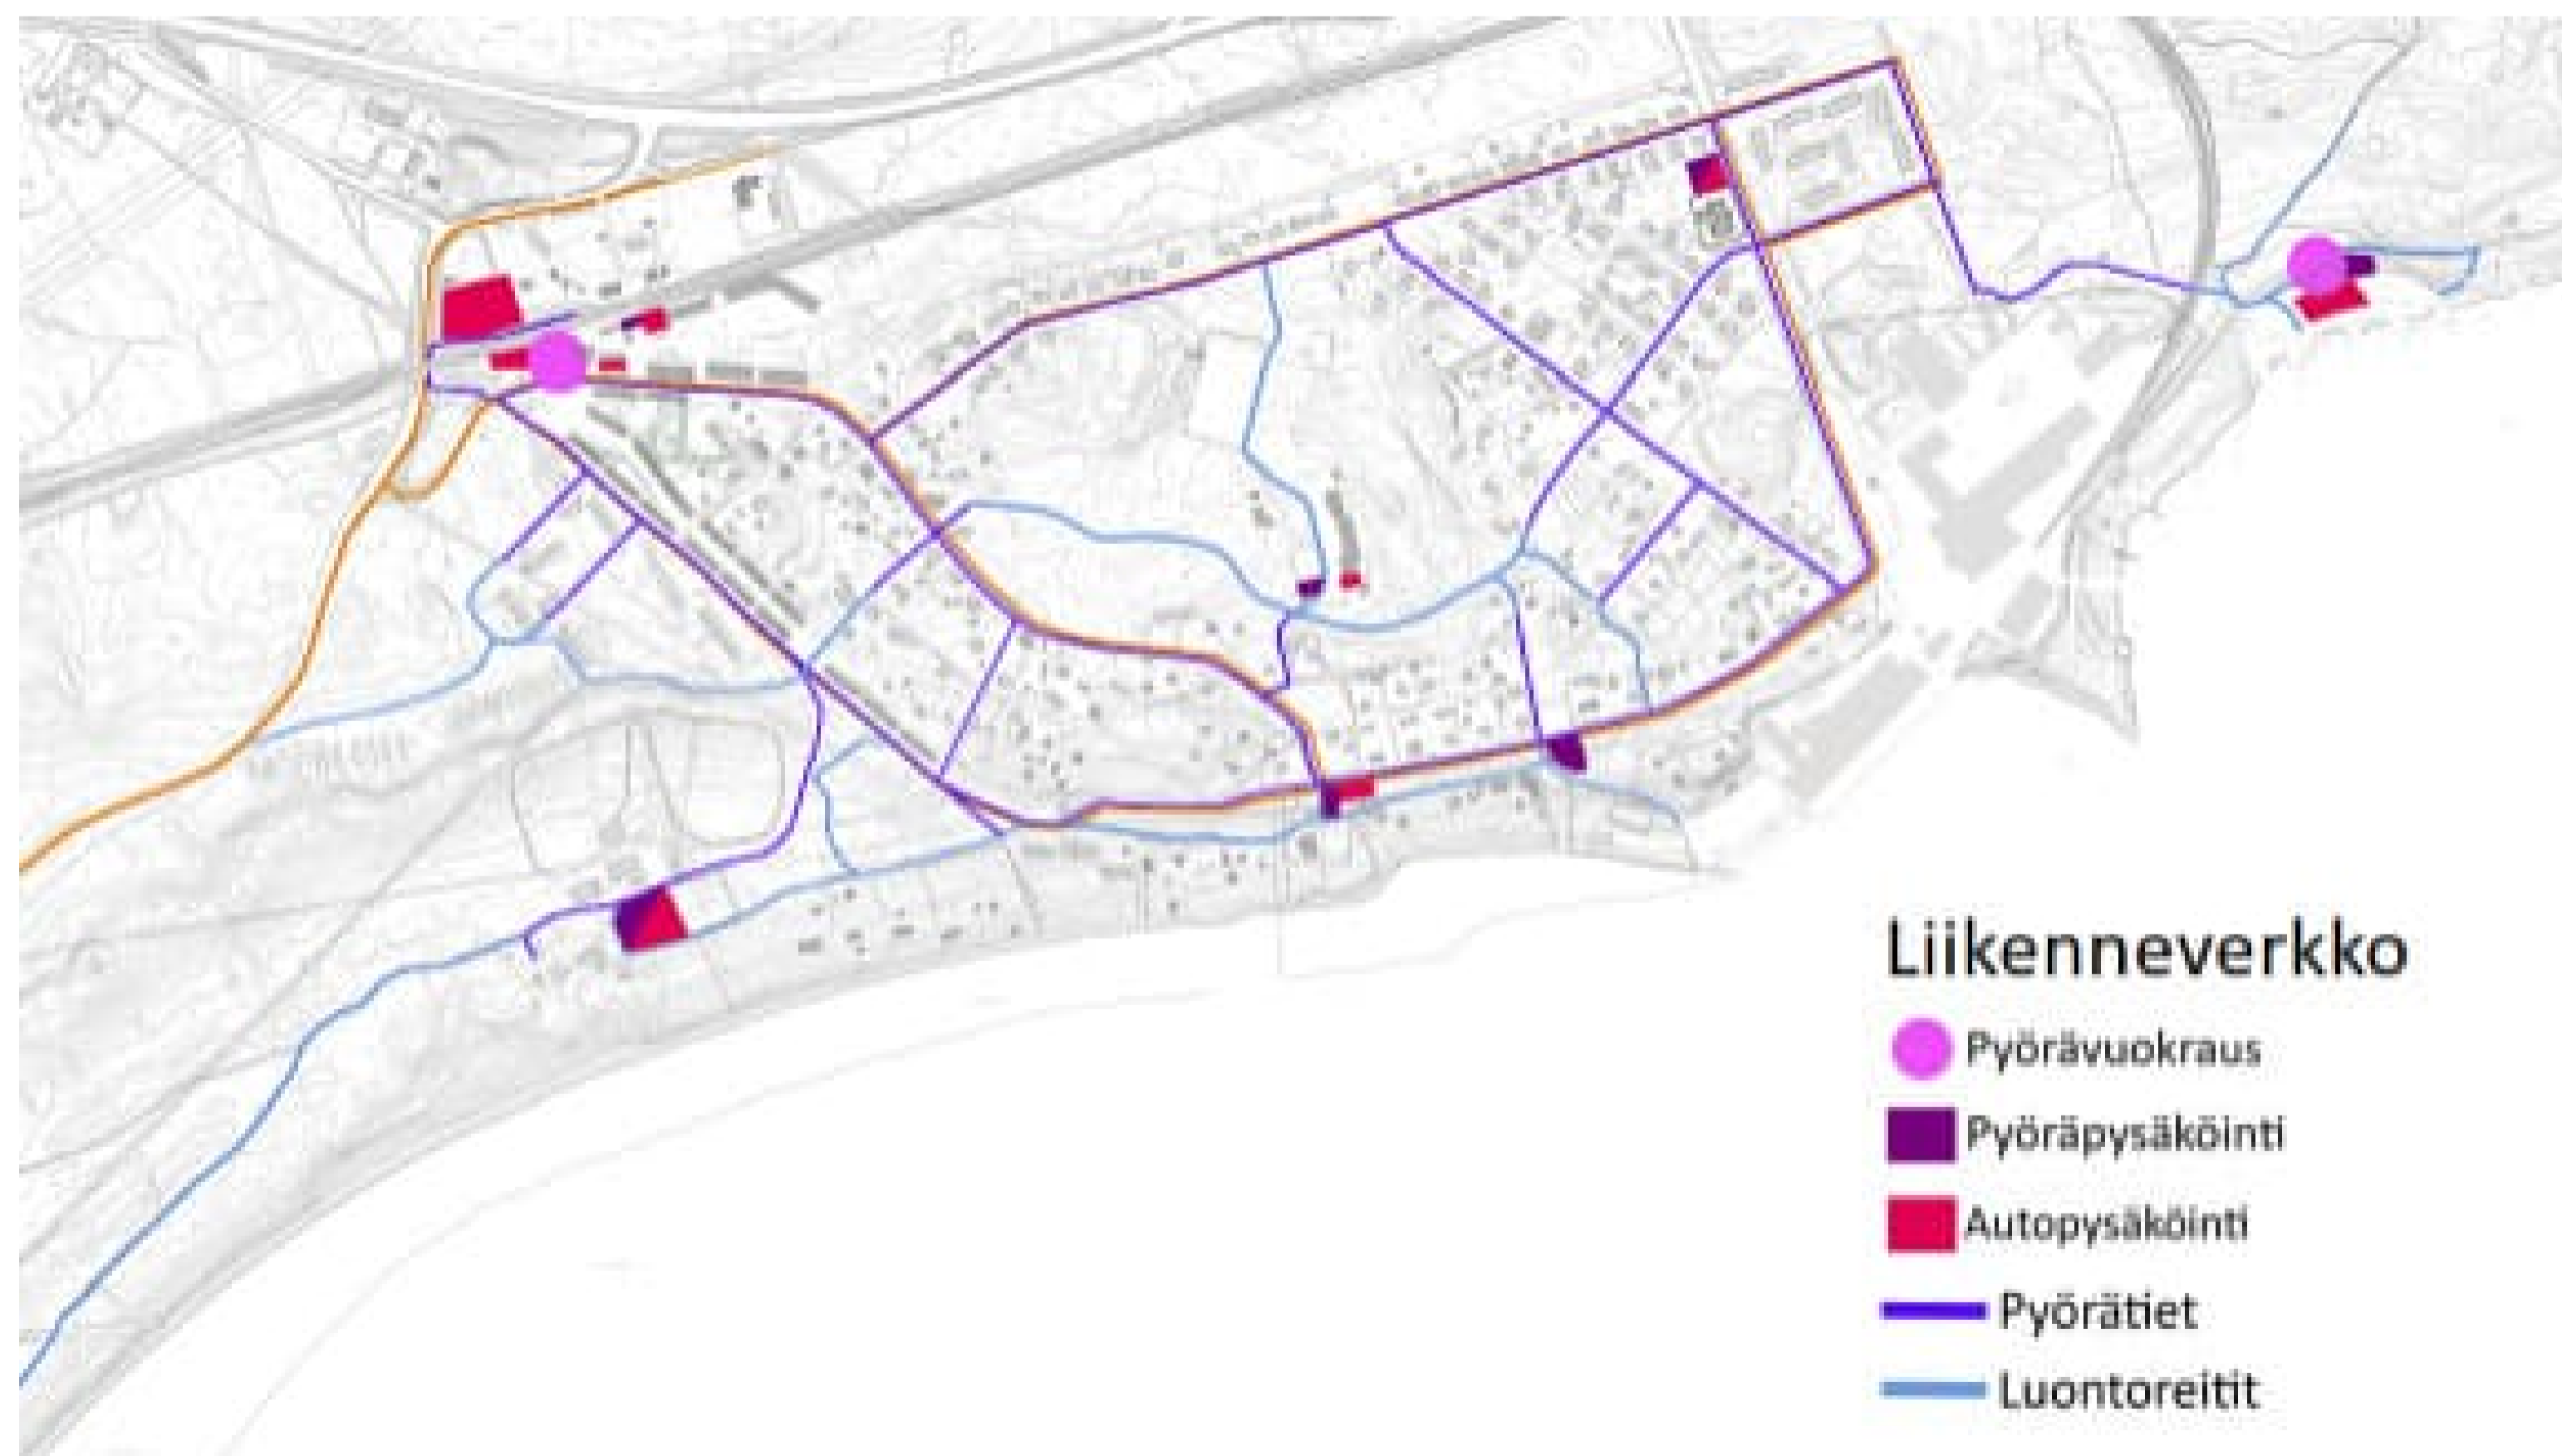 Liikenneverkko
Pyörävuokraus
Pyöräpysäköinti
Autopysäköinti
Pyörätiet
Luontoreitit